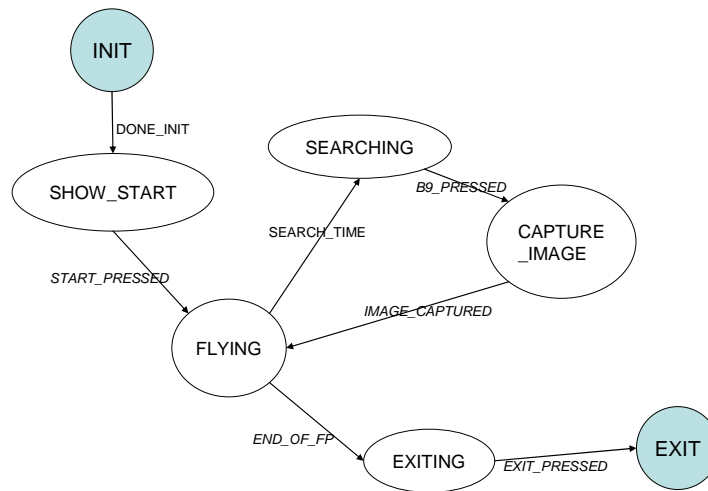 INIT
DONE_INIT
SHOW_START
SEARCHING
B9_PRESSED
SEARCH_TIME
CAPTURE
_IMAGE
START_PRESSED
IMAGE_CAPTURED
FLYING
END_OF_FP
EXITING
EXIT_PRESSED
EXIT